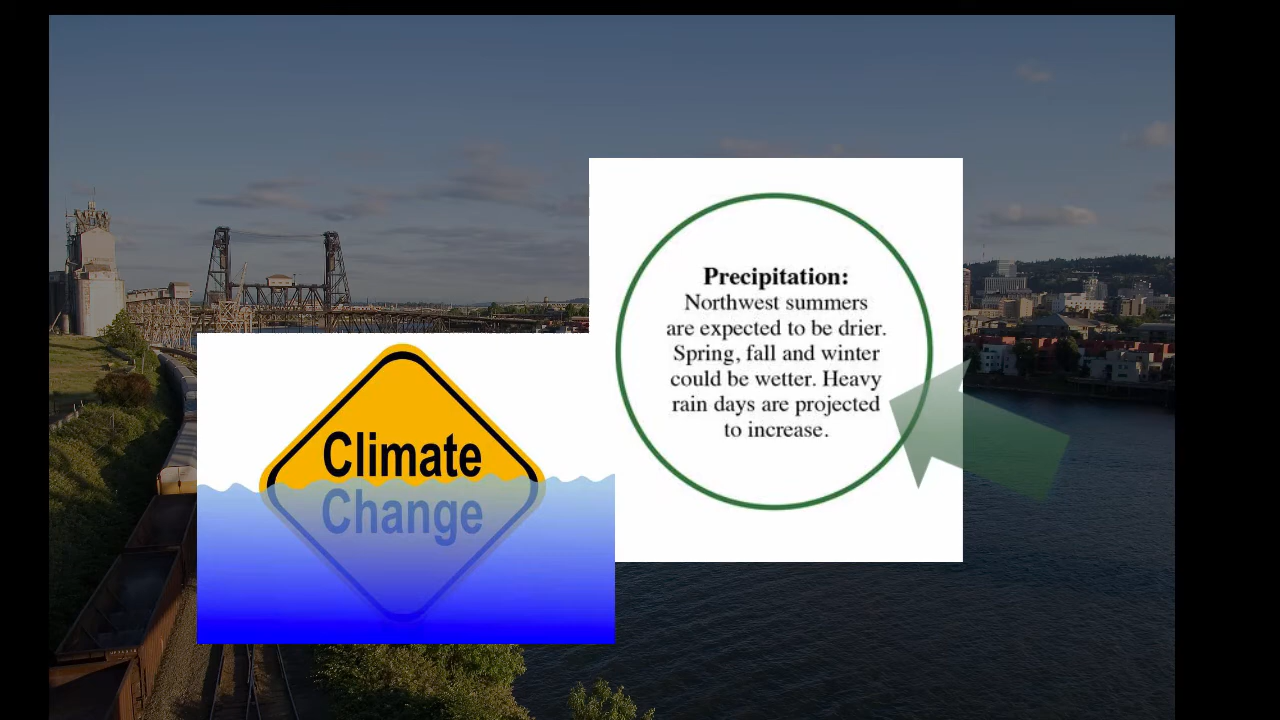 Precipitation:
Northwest summers
are expected to be drier.
Spring, fall and winter
could be wetter. Heavy
rain days are projected
to increase.
Climate
Change